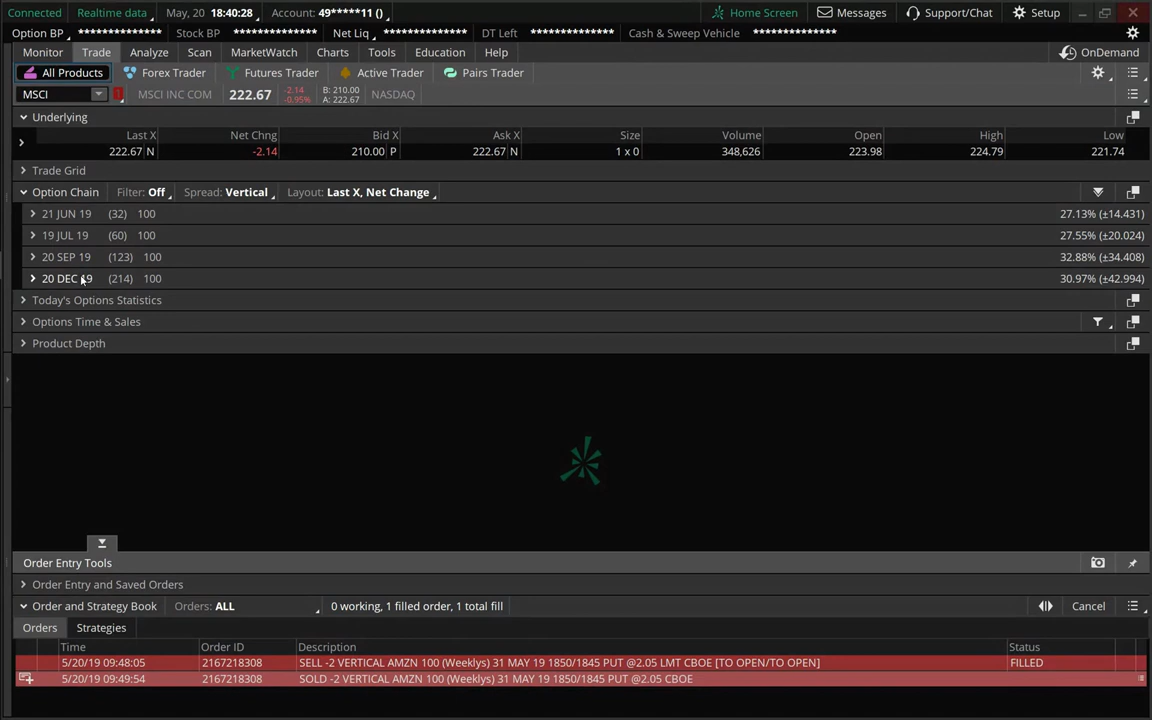 Connected Realtime data May, 20 18:40:28 Account: 49*****11 () Home Screen Messages Support/Chat Setup
Option BP ************** Stock BP ************** Net Liq ************** DT Left ************** Cash & Sweep Vehicle **************
Monitor Trade Analyze Scan MarketWatch Charts Tools Education Help OnDemand
All Products Forex Trader Futures Trader Active Trader Pairs Trader
MSCI MSCI INC COM 222.67 -2.14 B: 210.00 NASDAQ
-0.95% A: 222.67
Underlying
Last X Net Chng Bid X Ask X Size Volume Open High Low
222.67 N -2.14 210.00 P 222.67 N 1 x 0 348,626 223.98 224.79 221.74
Trade Grid
Option Chain Filter: Off Spread: Vertical Layout: Last X, Net Change
21 JUN 19 (32) 100 27.13% (±14.431)
19 JUL 19 (60) 100 27.55% (±20.024)
20 SEP 19 (123) 100 32.88% (±34.408)
20 DEC 19 (214) 100 30.97% (±42.994)
Today's Options Statistics
Options Time & Sales
Product Depth
Order Entry Tools
Order Entry and Saved Orders
Order and Strategy Book Orders: ALL 0 working, 1 filled order, 1 total fill Cancel
Orders Strategies
Time Order ID Description Status
5/20/19 09:48:05 2167218308 SELL -2 VERTICAL AMZN 100 (Weeklys) 31 MAY 19 1850/1845 PUT @2.05 LMT CBOE [TO OPEN/TO OPEN] FILLED
5/20/19 09:49:54 2167218308 SOLD -2 VERTICAL AMZN 100 (Weeklys) 31 MAY 19 1850/1845 PUT @2.05 CBOE